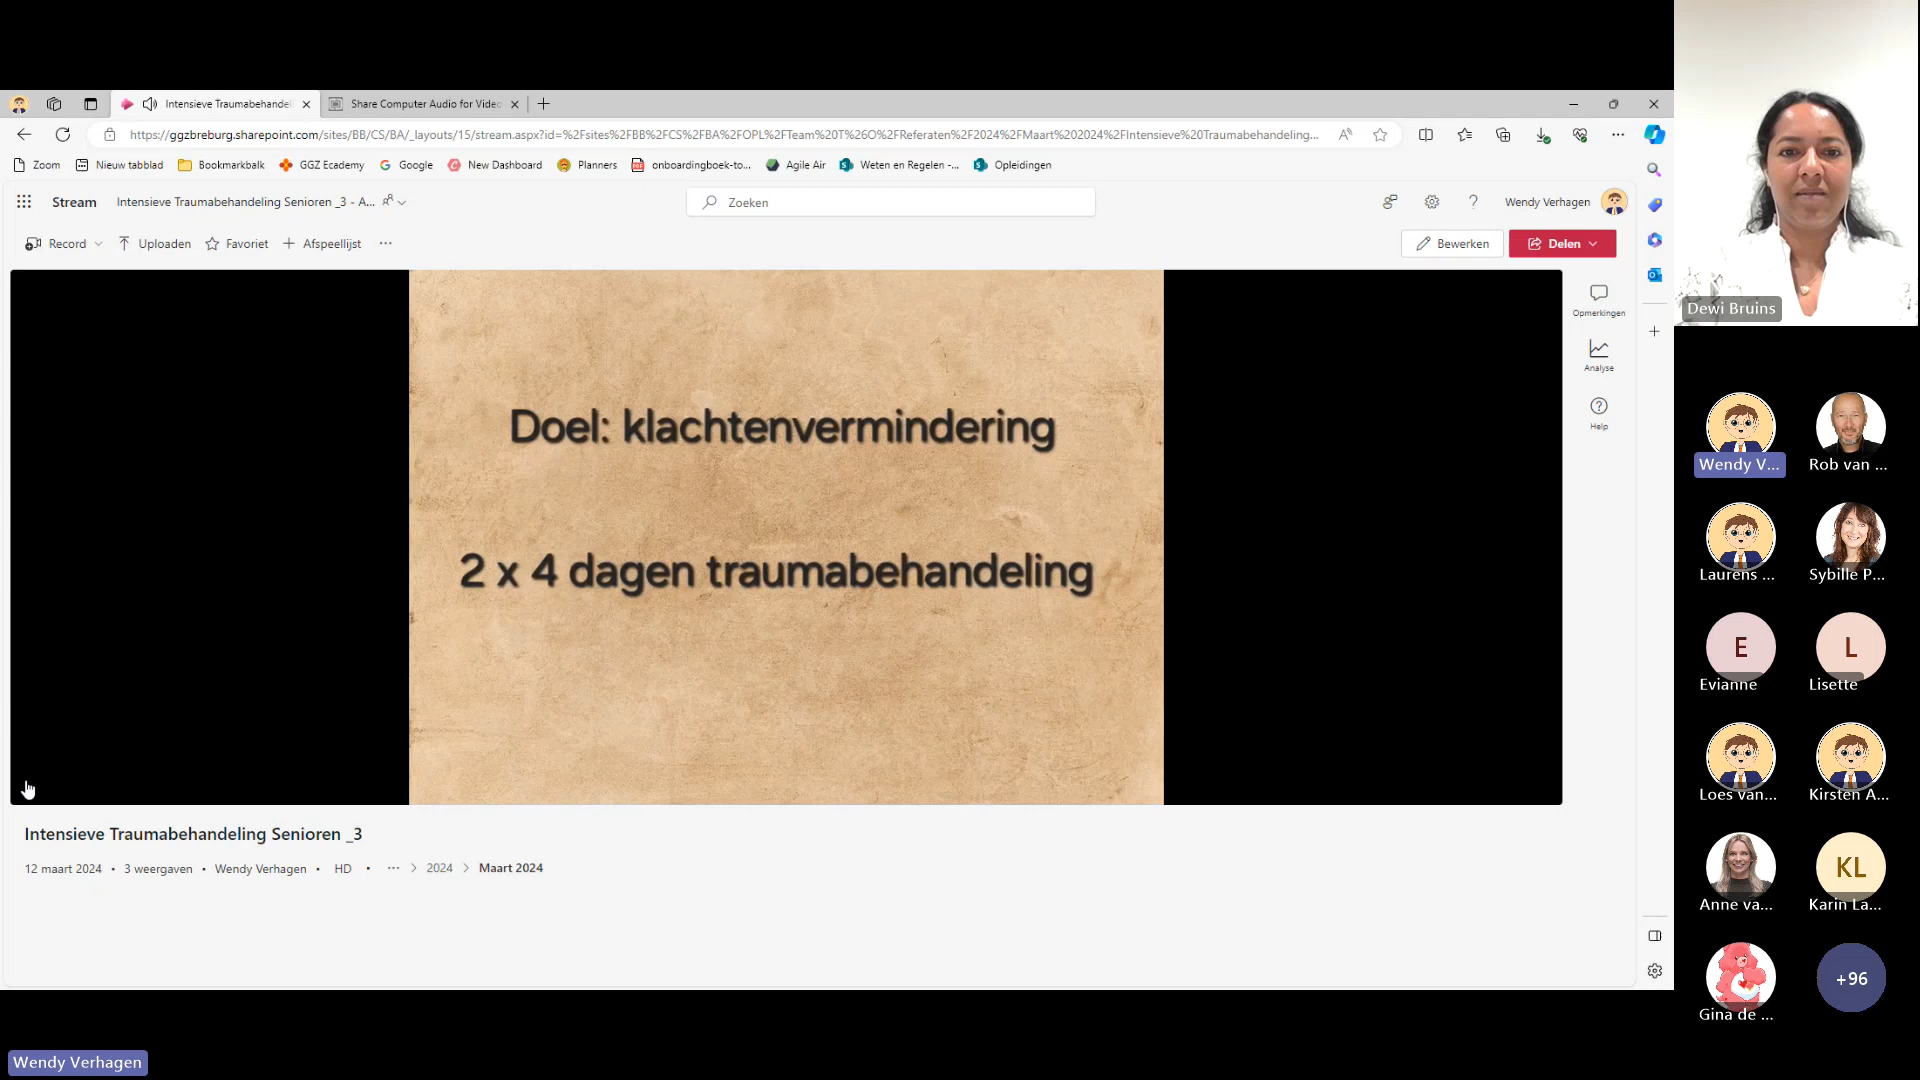 Intensieve Traumabehandel
Share Computer Audio for Video
https://ggzbreburg.sharepoint.com/sites/BB/CS/BA/_layouts/15/stream.aspx?id=%2Fsites%2FBB%2FCS%2FBA%2FOPL%2FTeam%20T%26O%2FReferaten%2F2024%2FMaart%202024%2FIntensieve%20Traumabehandeling...
Zoom
Nieuw tabblad
Bookmarkbalk
GGZ Ecademy
Google
New Dashboard
Planners
onboardingboek-to...
Agile Air
Weten en Regelen -...
Opleidingen
Stream
Intensieve Traumabehandeling Senioren _3 - A...
Zoeken
Wendy Verhagen
Record
Uploaden
Favoriet
Afspeellijst
Bewerken
Delen
Doel: klachtenvermindering
2 x 4 dagen traumabehandeling
Opmerkingen
Analyse
Help
Intensieve Traumabehandeling Senioren _3
12 maart 2024 • 3 weergaven • Wendy Verhagen • HD • ... > 2024 > Maart 2024
Dewi Bruins
Wendy V...
Rob van ...
Laurens ...
Sybille P...
E
L
Evianne
Lisette
Loes van...
Kirsten A...
KL
Anne va...
Karin La...
+96
Gina de ...
Wendy Verhagen